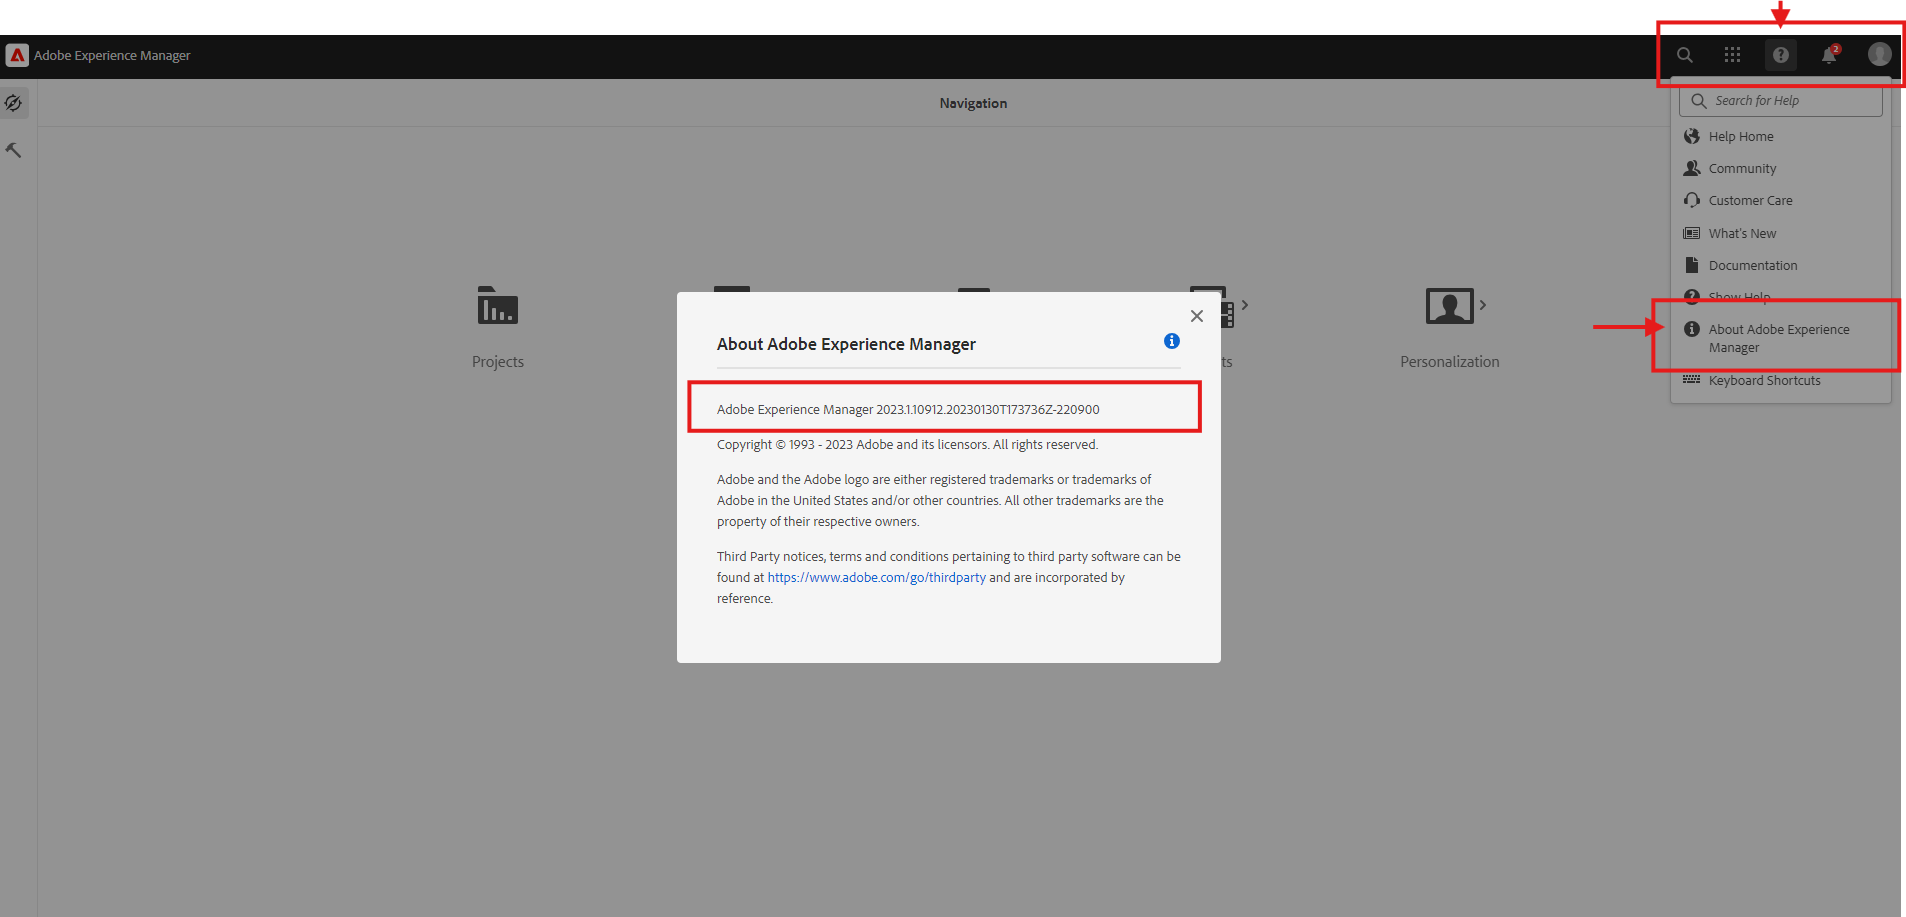 Adobe Experience Manager
2
Navigation
Search for Help
Help Home
Community
Customer Care
What's New
Documentation
Show Help
About Adobe Experience
Manager
Keyboard Shortcuts
Projects
ts
Personalization
About Adobe Experience Manager
Adobe Experience Manager 2023.1.10912.20230130T173736Z-220900
Copyright © 1993 - 2023 Adobe and its licensors. All rights reserved.
Adobe and the Adobe logo are either registered trademarks or trademarks of
Adobe in the United States and/or other countries. All other trademarks are the
property of their respective owners.
Third Party notices, terms and conditions pertaining to third party software can be
found at https://www.adobe.com/go/thirdparty and are incorporated by
reference.